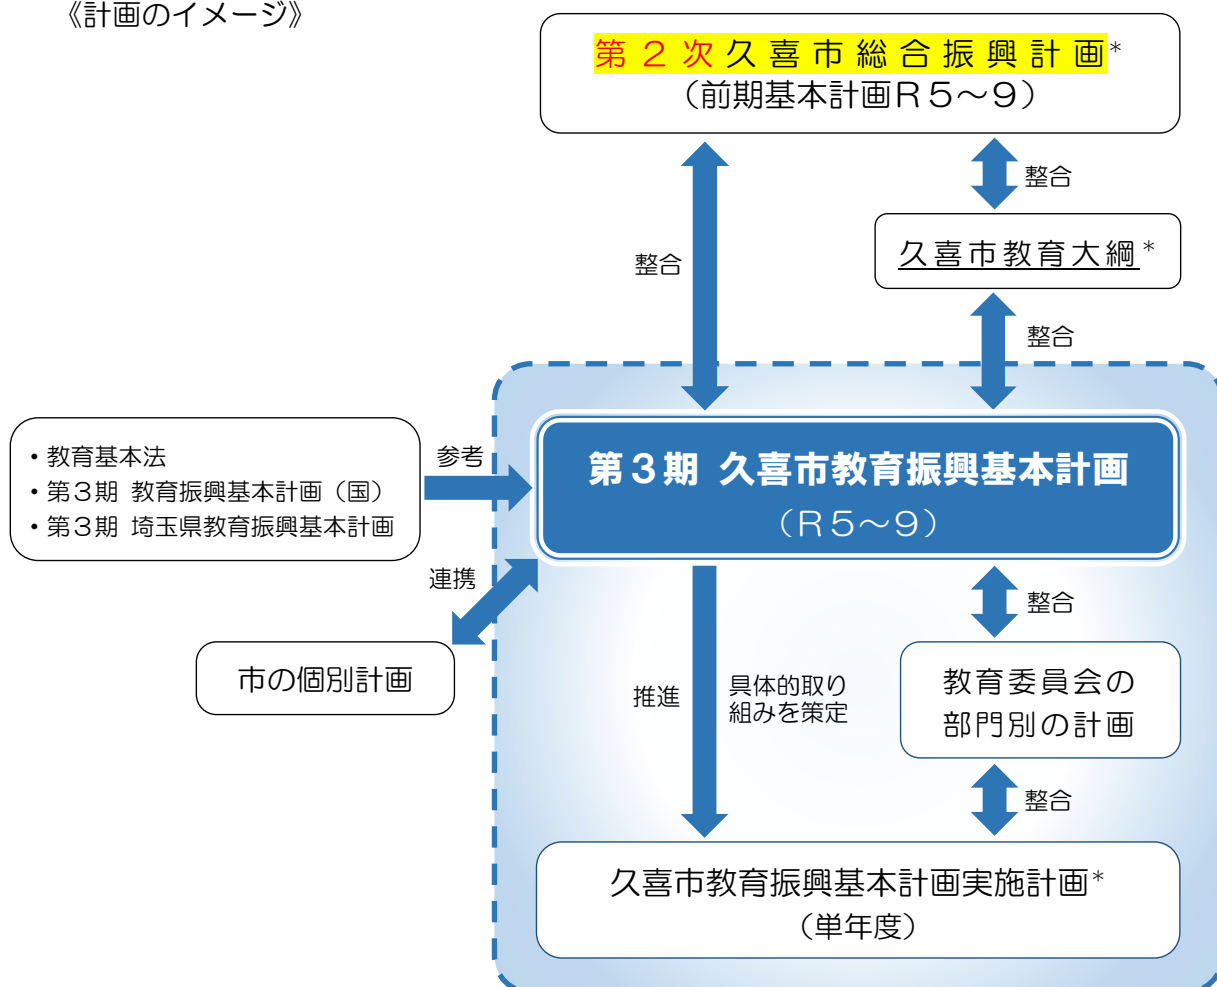 《計画のイメージ》
第２次久喜市総合振興計画*
（前期基本計画Ｒ５～９）
整合
久喜市教育大綱*
整合
整合
・教育基本法
・第３期 教育振興基本計画（国）
・第３期 埼玉県教育振興基本計画
参考
第３期 久喜市教育振興基本計画
（Ｒ５～９）
連携
市の個別計画
整合
推進
具体的取り
組みを策定
教育委員会の
部門別の計画
整合
久喜市教育振興基本計画実施計画*
（単年度）